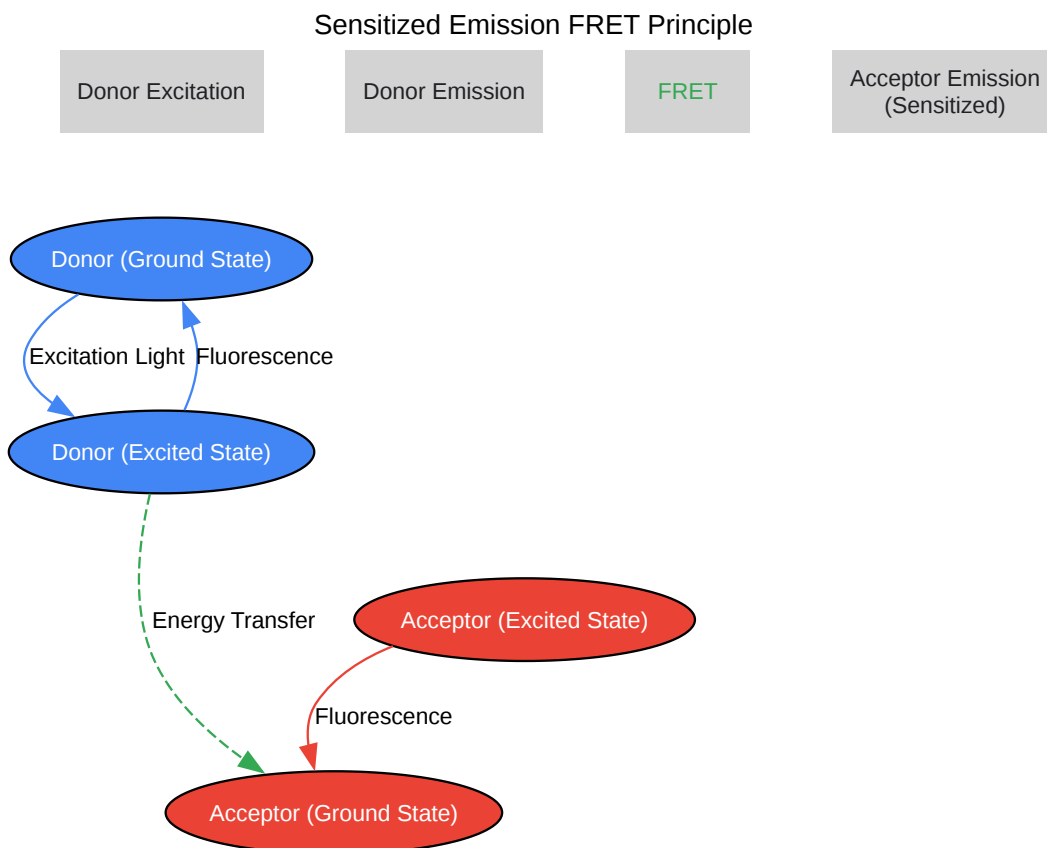 Sensitized Emission FRET Principle
Donor Excitation
Donor Emission
FRET
Acceptor Emission
(Sensitized)
Donor (Ground State)
Excitation Light
Fluorescence
Donor (Excited State)
Energy Transfer
Acceptor (Excited State)
Fluorescence
Acceptor (Ground State)